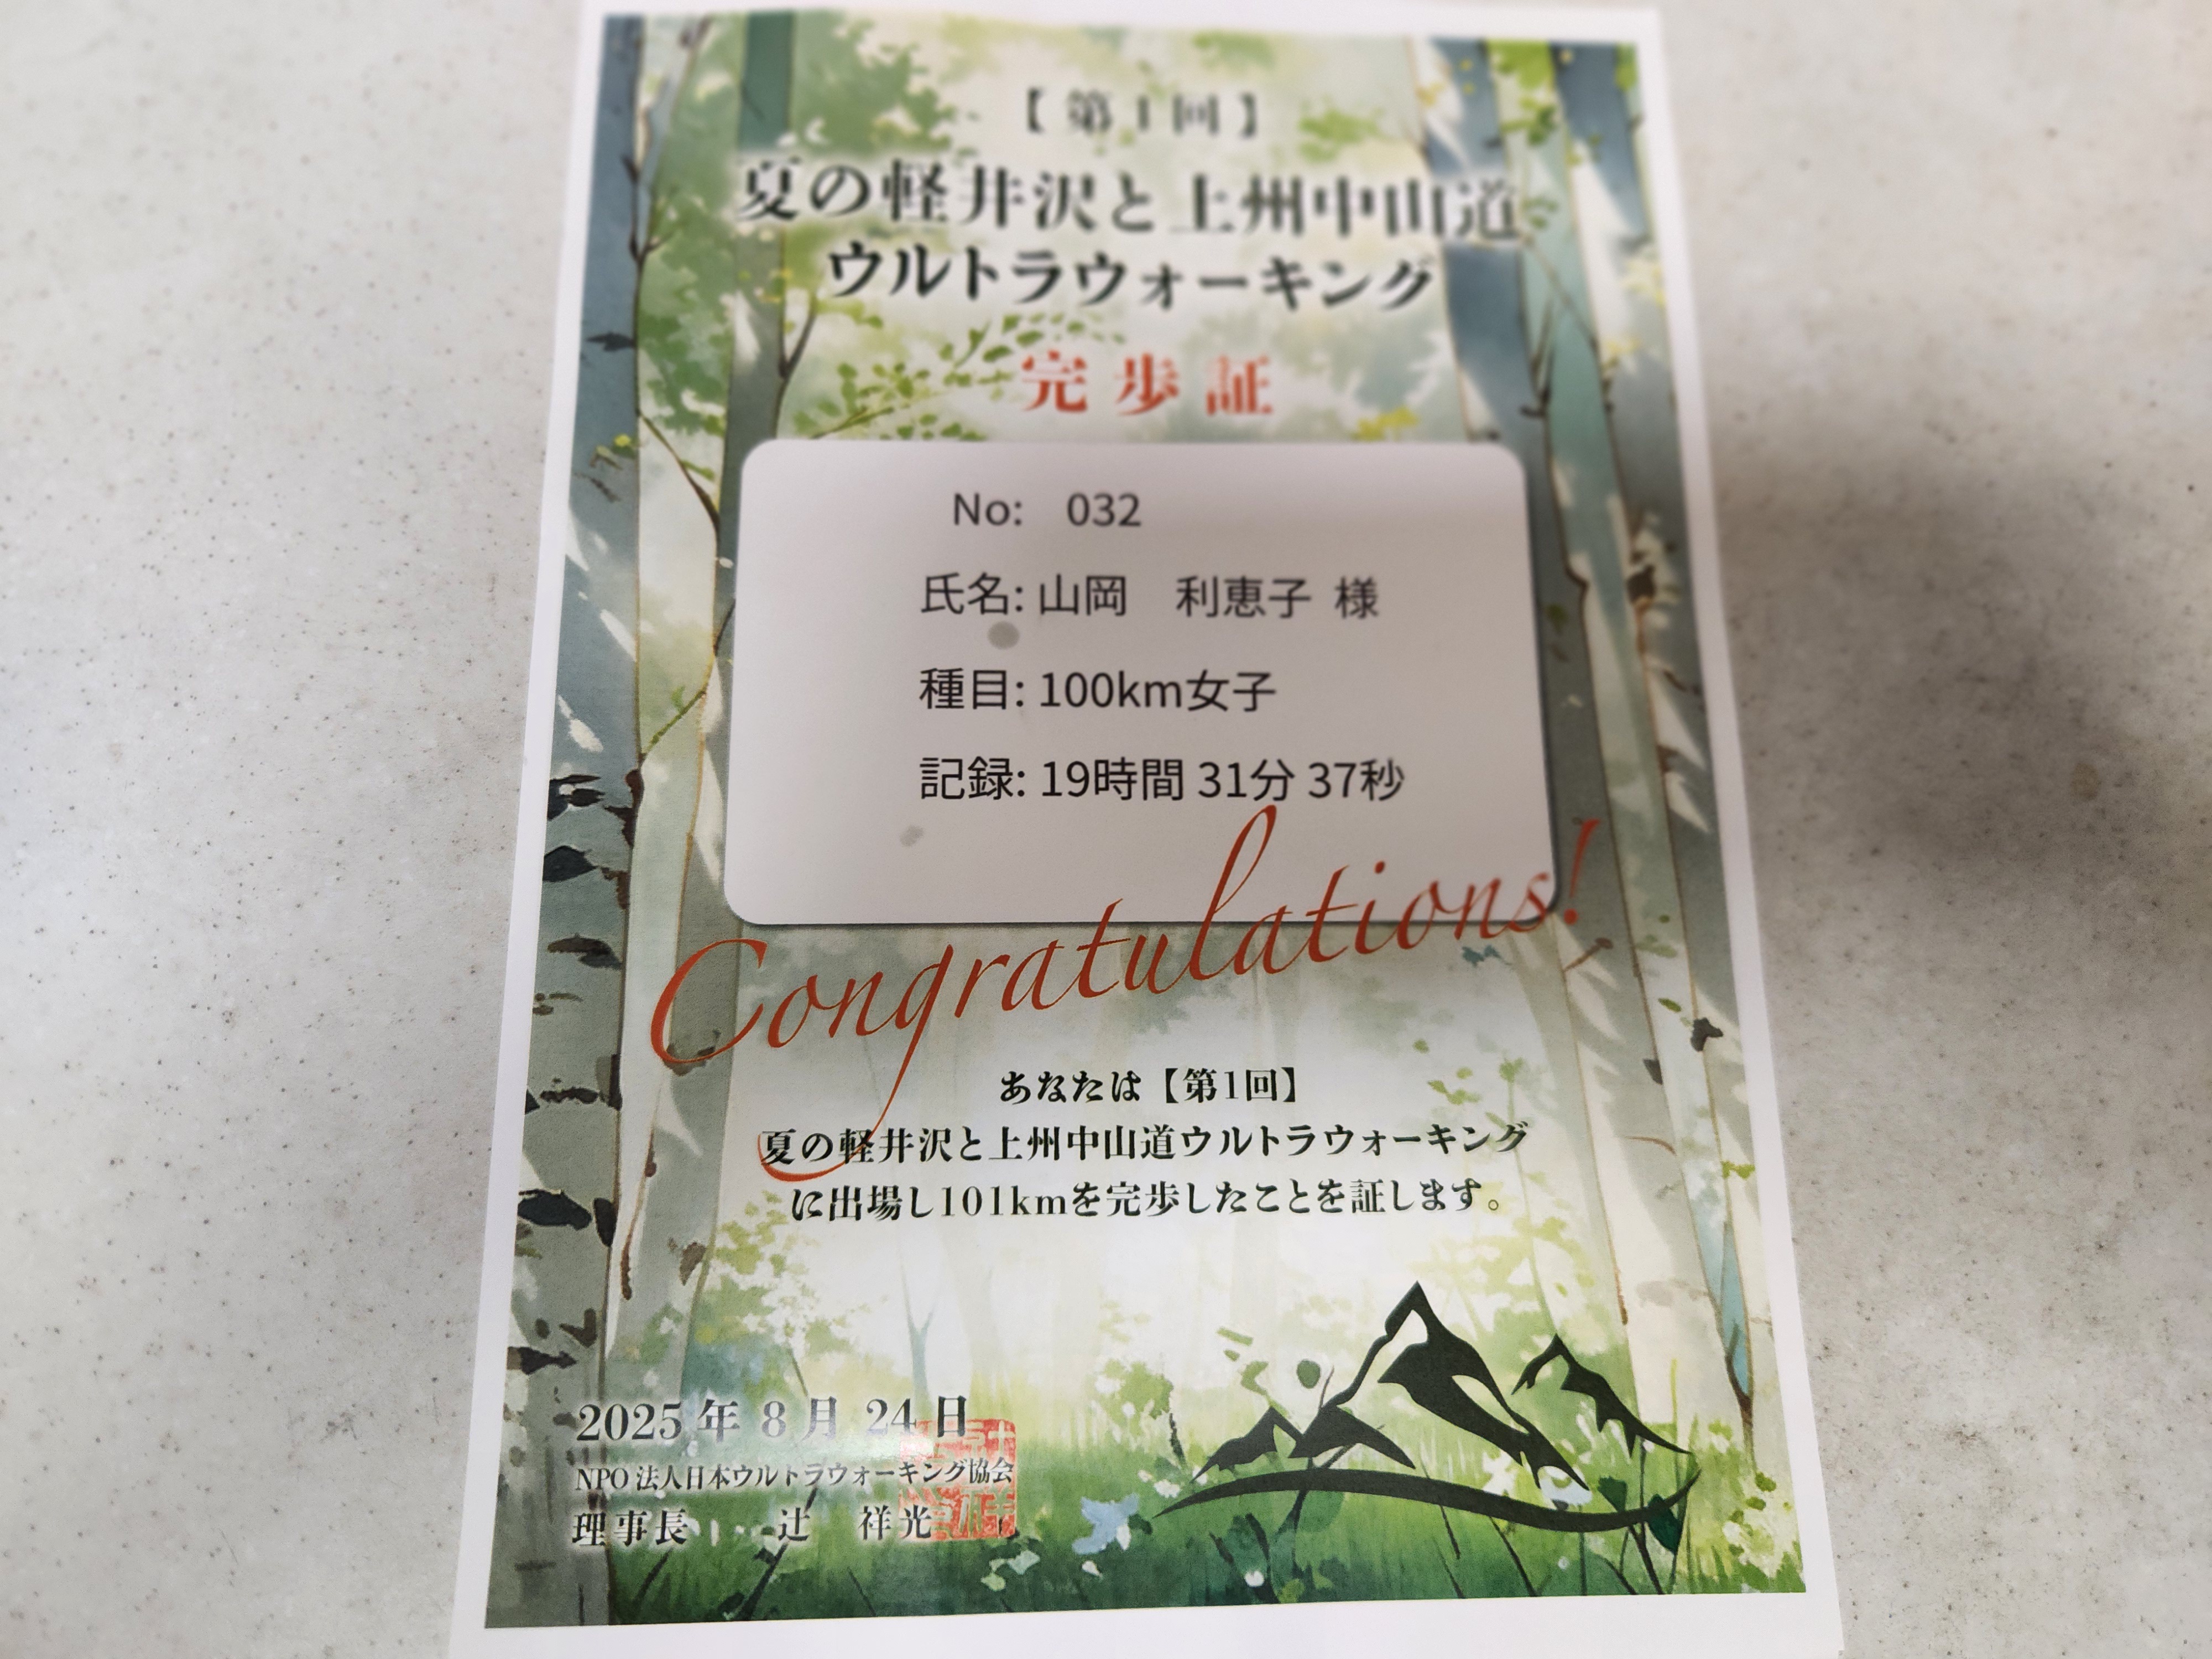 【第1回】
夏の軽井沢と上州中山道
ウルトラウォーキング
完歩証
No: 032
氏名: 山岡 利恵子 様
種目: 100km女子
記録: 19時間 31分 37秒
Congratulations!
あなたは【第1回】
夏の軽井沢と上州中山道ウルトラウォーキング
に出場し101kmを完歩したことを証します。
2025年 8月 24日
NPO法人日本ウルトラウォーキング協会
理事長 辻 祥光